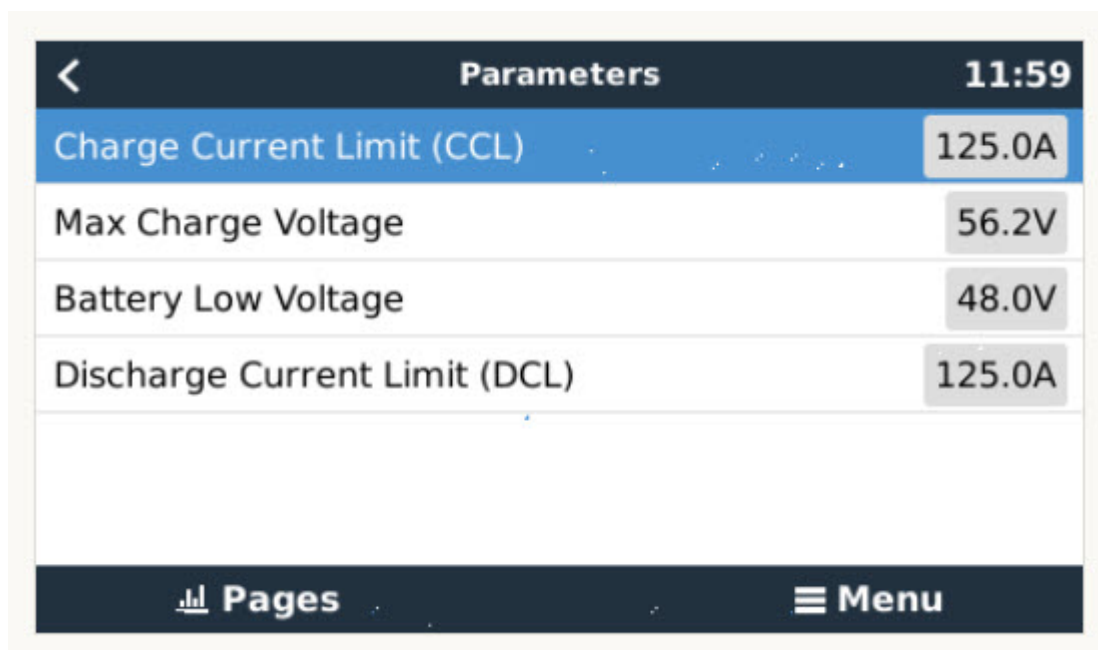 Parameters 11:59
Charge Current Limit (CCL) 125.0A
Max Charge Voltage 56.2V
Battery Low Voltage 48.0V
Discharge Current Limit (DCL) 125.0A
Pages Menu